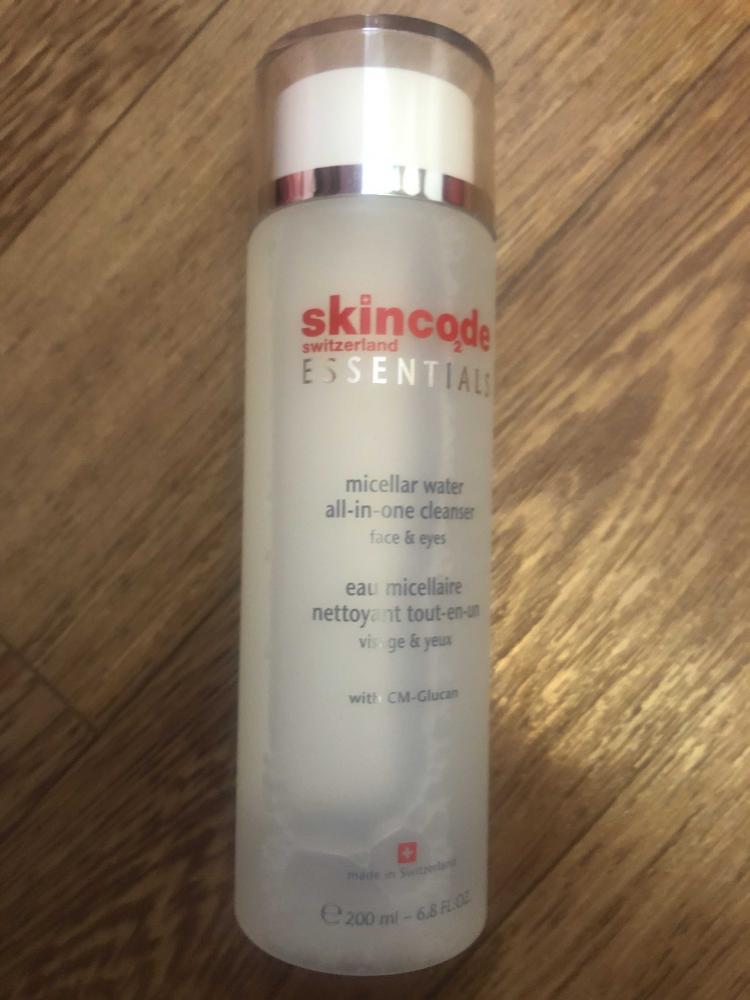 skinco2de
switzerland
ESSENTIALS
micellar water
all-in-one cleanser
face & eyes
eau micellaire
nettoyant tout-en-un
visage & yeux
with CM-Glucan
made in Switzerland
℮ 200 ml – 6.8 FL.OZ.